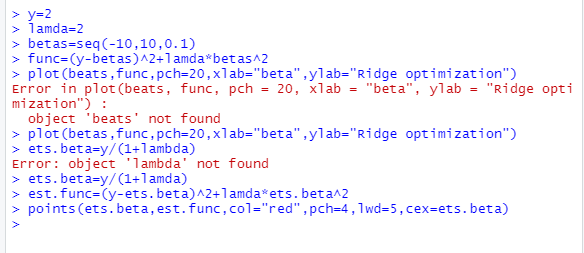 > y=2
> lamda=2
> betas=seq(-10,10,0.1)
> func=(y-betas)^2+lamda*betas^2
> plot(beats,func,pch=20,xlab="beta",ylab="Ridge optimization")
Error in plot(beats, func, pch = 20, xlab = "beta", ylab = "Ridge opti
mization") :
  object 'beats' not found
> plot(betas,func,pch=20,xlab="beta",ylab="Ridge optimization")
> ets.beta=y/(1+lambda)
Error: object 'lambda' not found
> ets.beta=y/(1+lamda)
> est.func=(y-ets.beta)^2+lamda*ets.beta^2
> points(ets.beta,est.func,col="red",pch=4,lwd=5,cex=ets.beta)
>